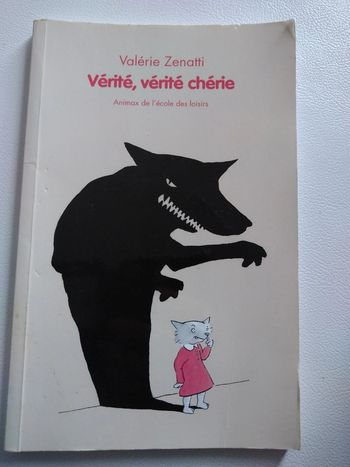 Valérie Zenatti
Vérité, vérité chérie
Animax de l'école des loisirs